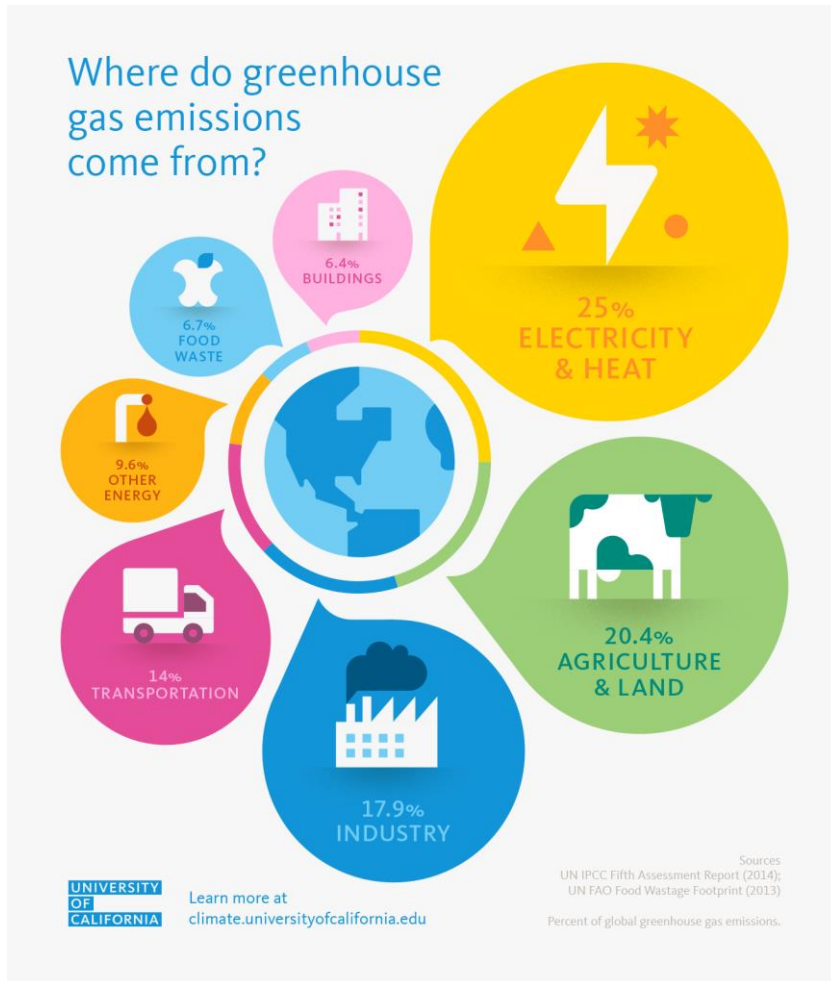 Where do greenhouse
gas emissions
come from?
6.4%
BUILDINGS
25%
ELECTRICITY
& HEAT
6.7%
FOOD
WASTE
9.6%
OTHER
ENERGY
20.4%
AGRICULTURE
& LAND
14%
TRANSPORTATION
17.9%
INDUSTRY
UNIVERSITY
OF
CALIFORNIA
Learn more at
climate.universityofcalifornia.edu
Sources
UN IPCC Fifth Assessment Report (2014);
UN FAO Food Wastage Footprint (2013)
Percent of global greenhouse gas emissions.